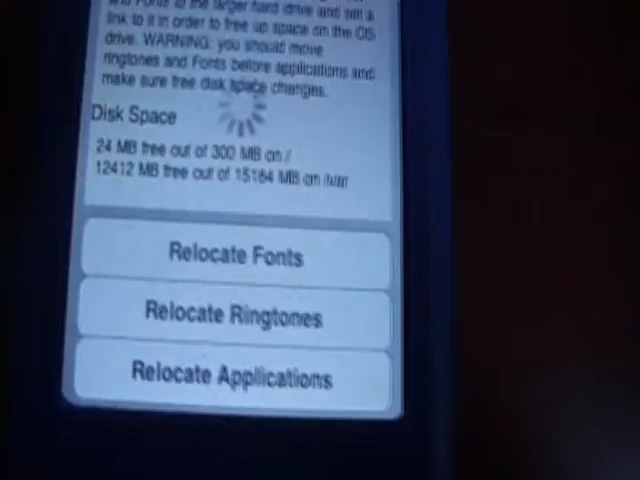 and Fonts to the larger hard drive and set a
link to it in order to free up space on the OS
drive. WARNING: you should move
ringtones and Fonts before applications and
make sure free disk space changes.
Disk Space
24 MB free out of 300 MB on /
12412 MB free out of 15164 MB on /var
Relocate Fonts
Relocate Ringtones
Relocate Applications